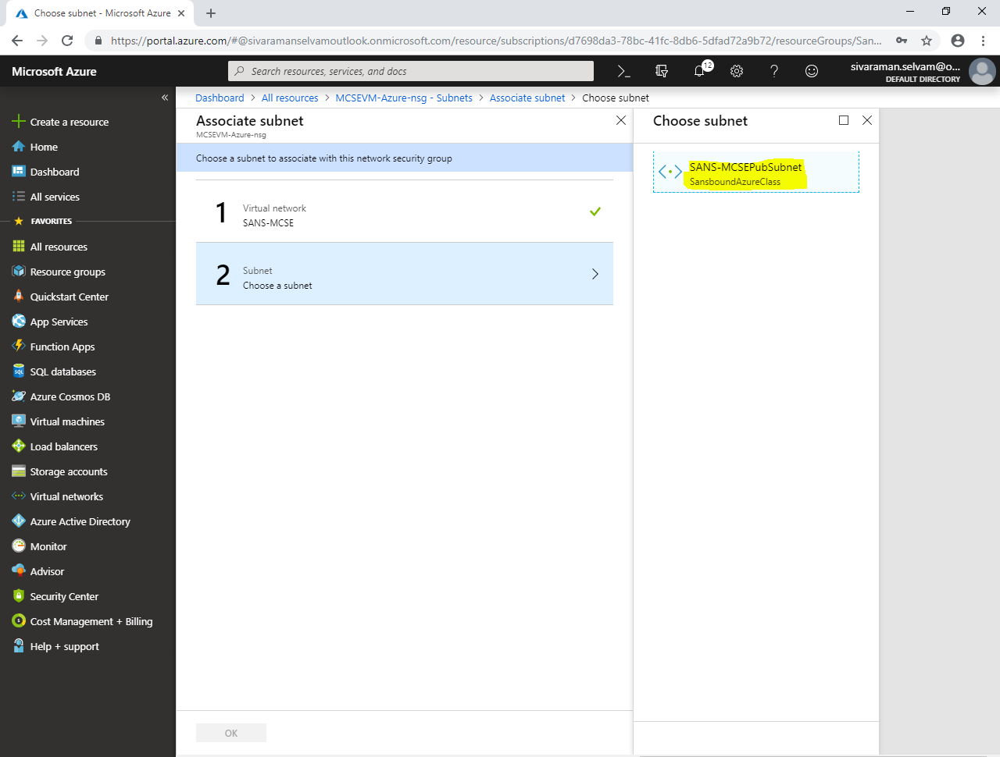 Choose subnet - Microsoft Azure
https://portal.azure.com/#@sivaramanselvamoutlook.onmicrosoft.com/resource/subscriptions/d7698da3-78bc-41fc-8db6-5dfad72a9b72/resourceGroups/San...
Microsoft Azure
Search resources, services, and docs
12
sivaraman.selvam@o...
DEFAULT DIRECTORY
Create a resource
Home
Dashboard
All services
FAVORITES
All resources
Resource groups
Quickstart Center
App Services
Function Apps
SQL databases
Azure Cosmos DB
Virtual machines
Load balancers
Storage accounts
Virtual networks
Azure Active Directory
Monitor
Advisor
Security Center
Cost Management + Billing
Help + support
Dashboard > All resources > MCSEVM-Azure-nsg - Subnets > Associate subnet > Choose subnet
Associate subnet
MCSEVM-Azure-nsg
Choose a subnet to associate with this network security group
1
Virtual network
SANS-MCSE
2
Subnet
Choose a subnet
OK
Choose subnet
SANS-MCSEPubSubnet
SansboundAzureClass